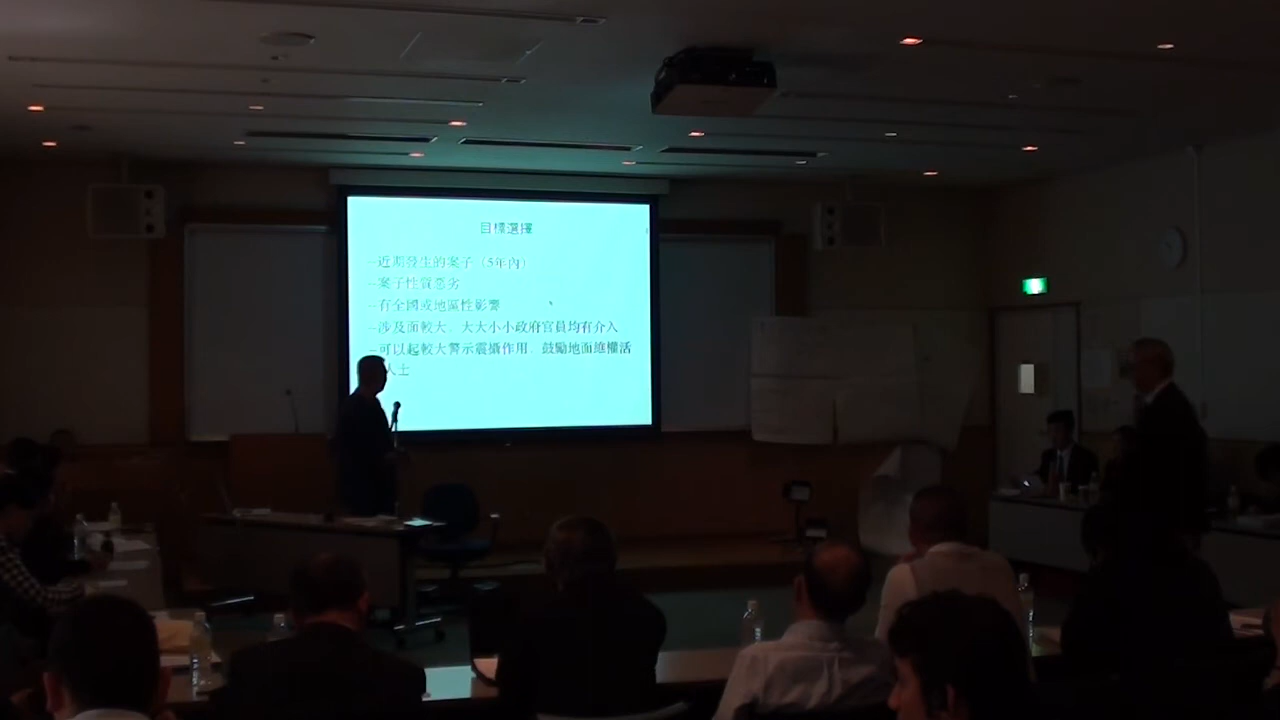 目標選擇
–近期發生的案子（5年內）
–案子性質惡劣
–有全國或地區性影響
–涉及面較大．大大小小政府官員均有介入
–可以起較大警示震攝作用．鼓勵地面維權活
人士